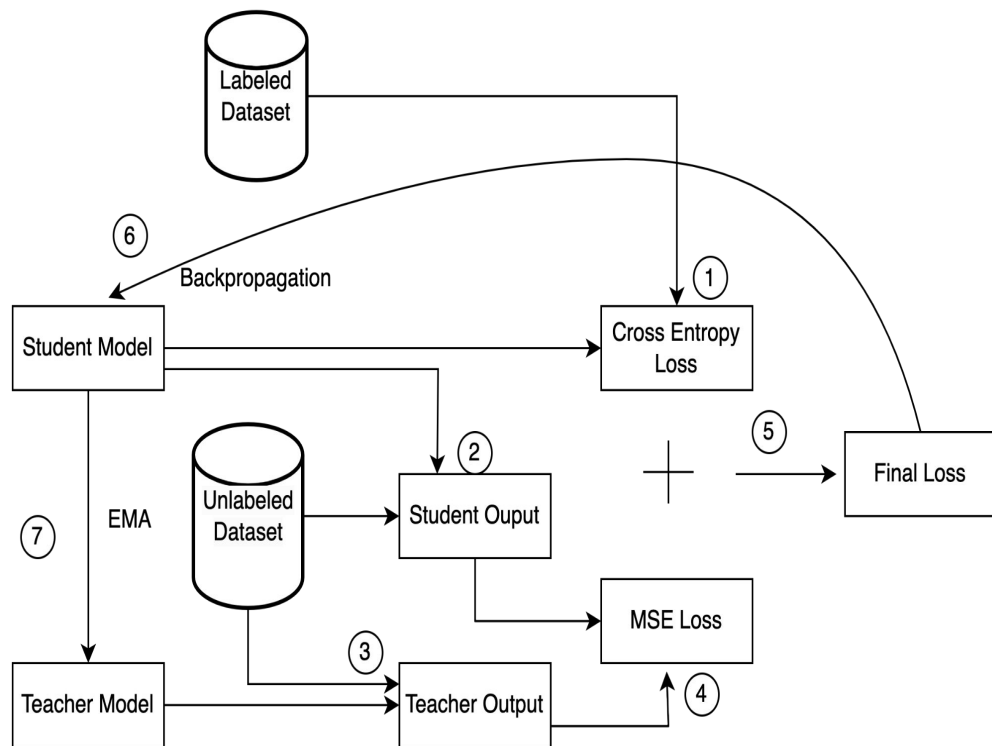 Labeled
Dataset
6
Backpropagation
1
Student Model
Cross Entropy
Loss
2
5
Unlabeled
Dataset
Student Ouput
Final Loss
7
EMA
MSE Loss
3
4
Teacher Model
Teacher Output